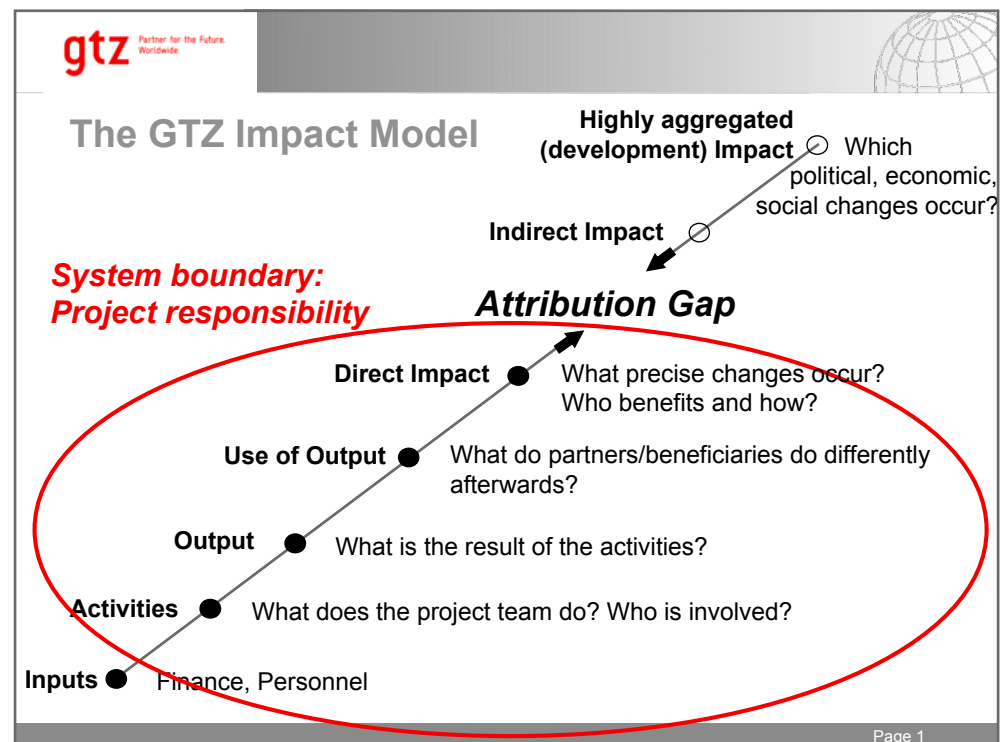 gtz Partner for the Future.
Worldwide.
The GTZ Impact Model
Highly aggregated
(development) Impact
Which
political, economic,
social changes occur?
Indirect Impact
System boundary:
Project responsibility
Attribution Gap
Direct Impact
What precise changes occur?
Who benefits and how?
Use of Output
What do partners/beneficiaries do differently
afterwards?
Output
What is the result of the activities?
Activities
What does the project team do? Who is involved?
Inputs
Finance, Personnel
Page 1